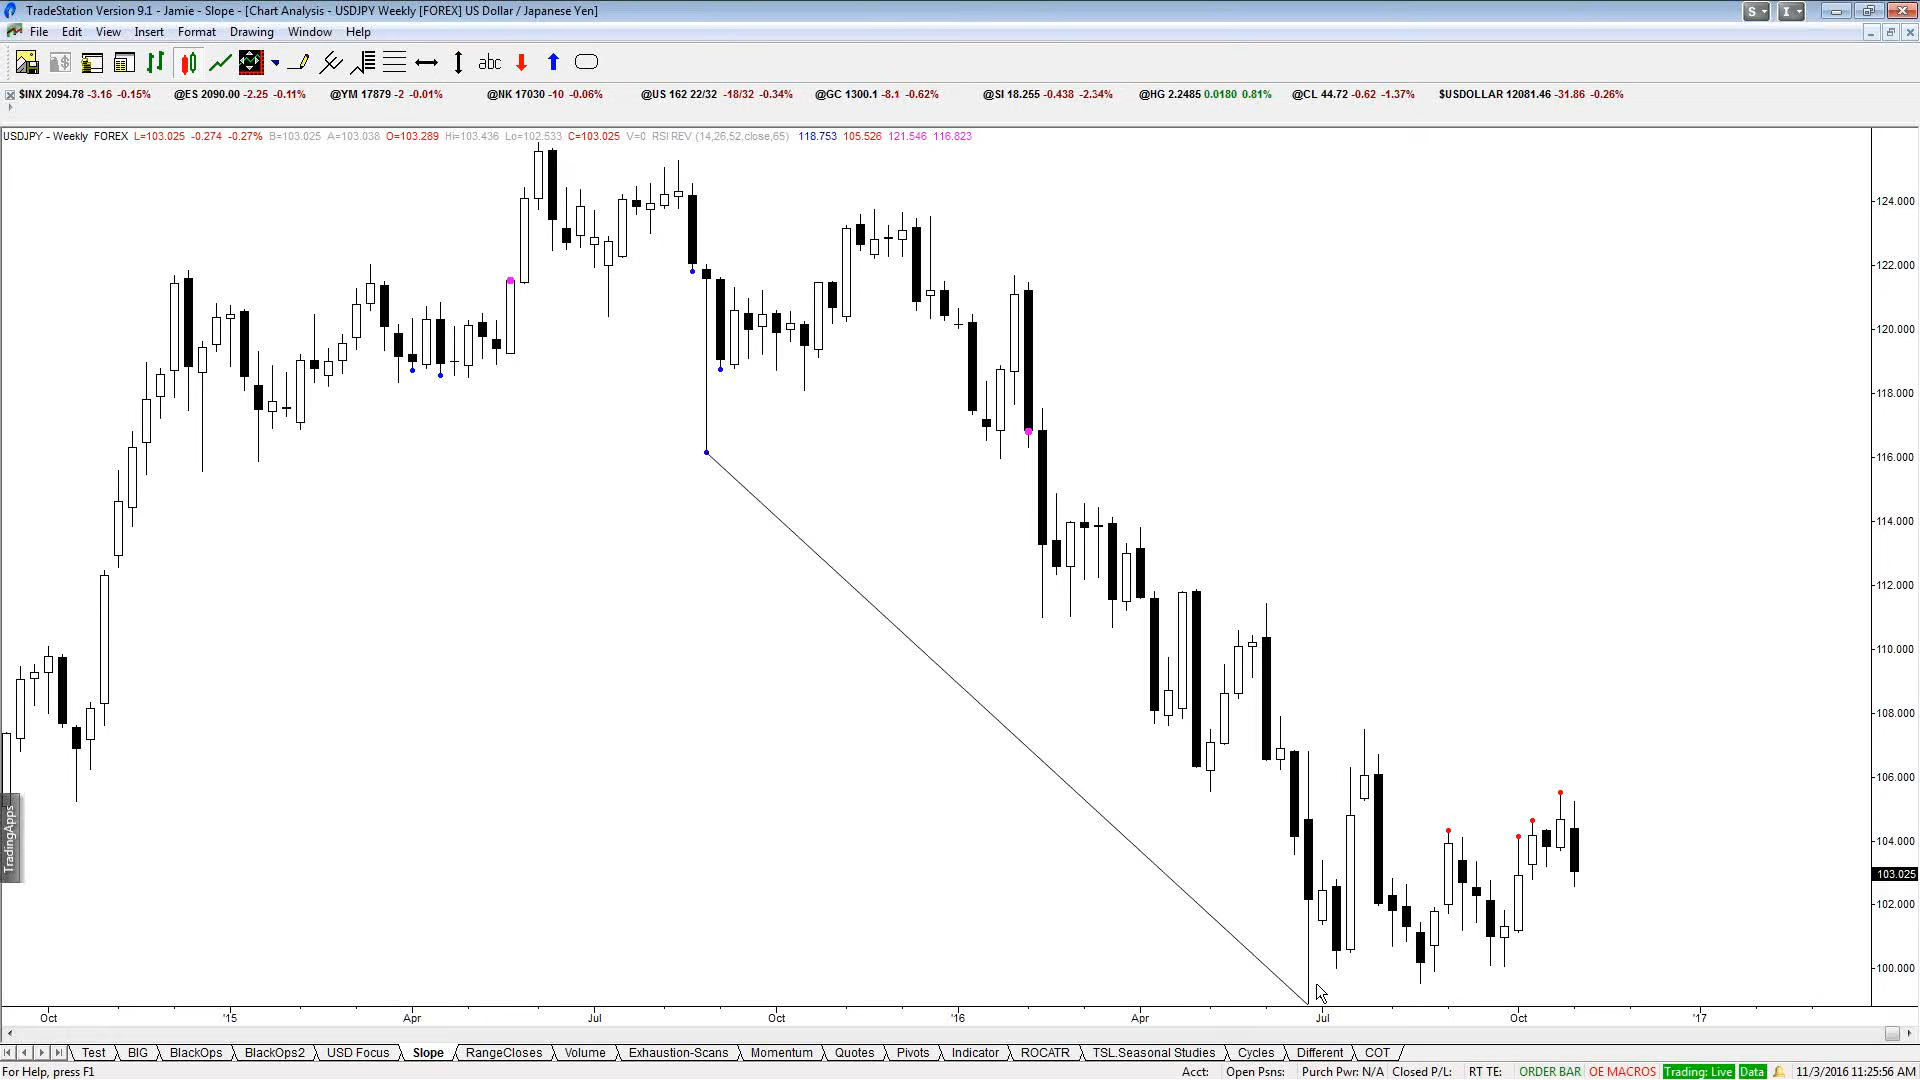 TradeStation Version 9.1 - Jamie - Slope - [Chart Analysis - USDJPY Weekly [FOREX] US Dollar / Japanese Yen]
S I
File Edit View Insert Format Drawing Window Help
abc
$INX 2094.78 -3.16 -0.15% @ES 2090.00 -2.25 -0.11% @YM 17879 -2 -0.01% @NK 17030 -10 -0.06% @US 162 22/32 -18/32 -0.34% @GC 1300.1 -8.1 -0.62% @SI 18.255 -0.438 -2.34% @HG 2.2485 0.0180 0.81% @CL 44.72 -0.62 -1.37% $USDOLLAR 12081.46 -31.86 -0.26%
USDJPY - Weekly FOREX L=103.025 -0.274 -0.27% B=103.025 A=103.038 O=103.289 Hi=103.436 Lo=102.533 C=103.025 V=0 RSI REV (14,26,52,close,65) 118.753 105.526 121.546 116.823
124.000
122.000
120.000
118.000
116.000
114.000
112.000
110.000
108.000
106.000
104.000
103.025
102.000
100.000
TradingApps
Oct '15 Apr Jul Oct '16 Apr Jul Oct '17
Test BIG BlackOps BlackOps2 USD Focus Slope RangeCloses Volume Exhaustion-Scans Momentum Quotes Pivots Indicator ROCATR TSL.Seasonal Studies Cycles Different COT
For Help, press F1 Acct: Open Psns: Purch Pwr: N/A Closed P/L: RT TE: ORDER BAR OE MACROS Trading: Live Data 11/3/2016 11:25:56 AM